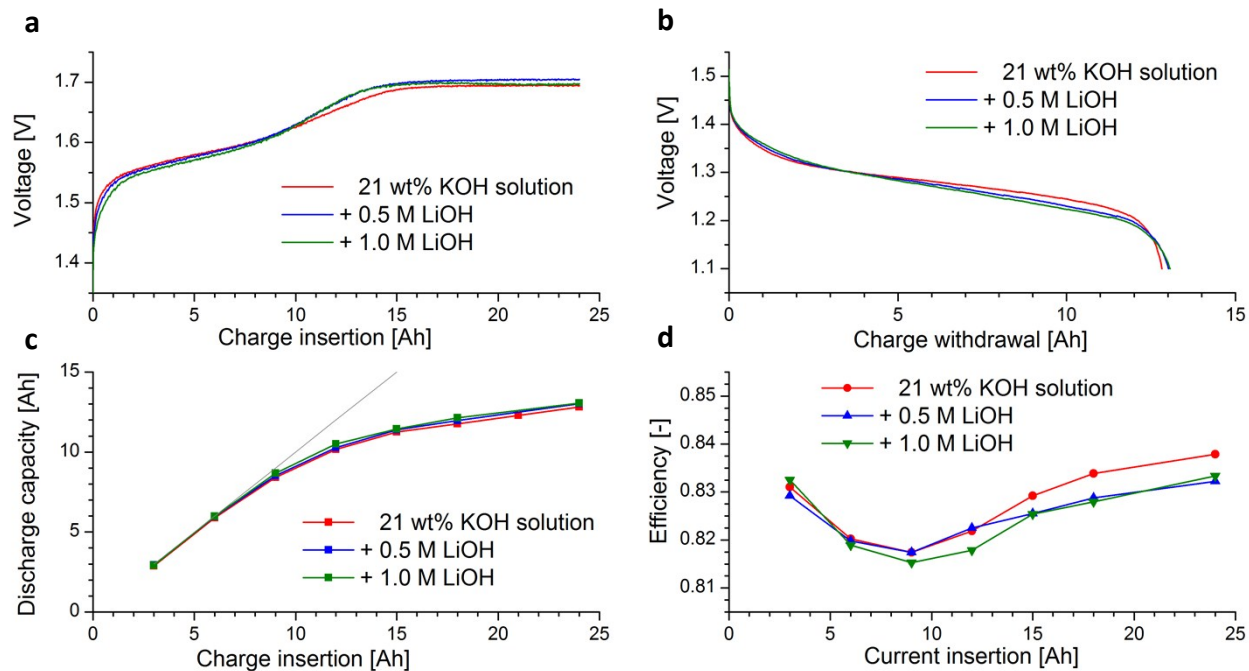 a
Voltage [V]
1.7
1.6
1.5
1.4
21 wt% KOH solution
+ 0.5 M LiOH
+ 1.0 M LiOH
0 5 10 15 20 25
Charge insertion [Ah]
b
Voltage [V]
1.5
1.4
1.3
1.2
1.1
21 wt% KOH solution
+ 0.5 M LiOH
+ 1.0 M LiOH
0 5 10 15
Charge withdrawal [Ah]
c
Discharge capacity [Ah]
15
10
5
0
21 wt% KOH solution
+ 0.5 M LiOH
+ 1.0 M LiOH
0 5 10 15 20 25
Charge insertion [Ah]
d
Efficiency [-]
0.85
0.84
0.83
0.82
0.81
21 wt% KOH solution
+ 0.5 M LiOH
+ 1.0 M LiOH
0 5 10 15 20 25
Current insertion [Ah]